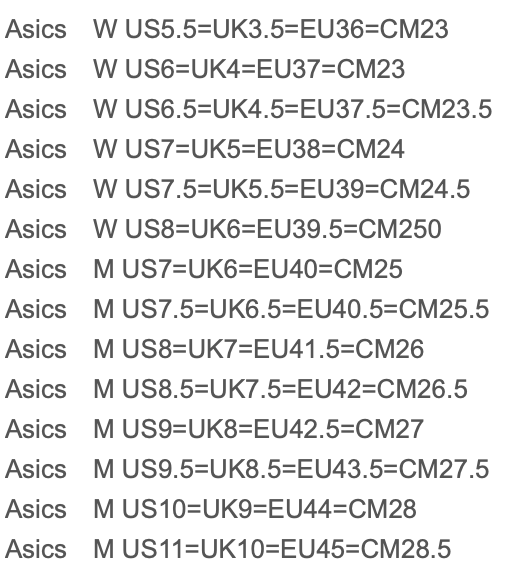 Asics W US5.5=UK3.5=EU36=CM23
Asics W US6=UK4=EU37=CM23
Asics W US6.5=UK4.5=EU37.5=CM23.5
Asics W US7=UK5=EU38=CM24
Asics W US7.5=UK5.5=EU39=CM24.5
Asics W US8=UK6=EU39.5=CM250
Asics M US7=UK6=EU40=CM25
Asics M US7.5=UK6.5=EU40.5=CM25.5
Asics M US8=UK7=EU41.5=CM26
Asics M US8.5=UK7.5=EU42=CM26.5
Asics M US9=UK8=EU42.5=CM27
Asics M US9.5=UK8.5=EU43.5=CM27.5
Asics M US10=UK9=EU44=CM28
Asics M US11=UK10=EU45=CM28.5